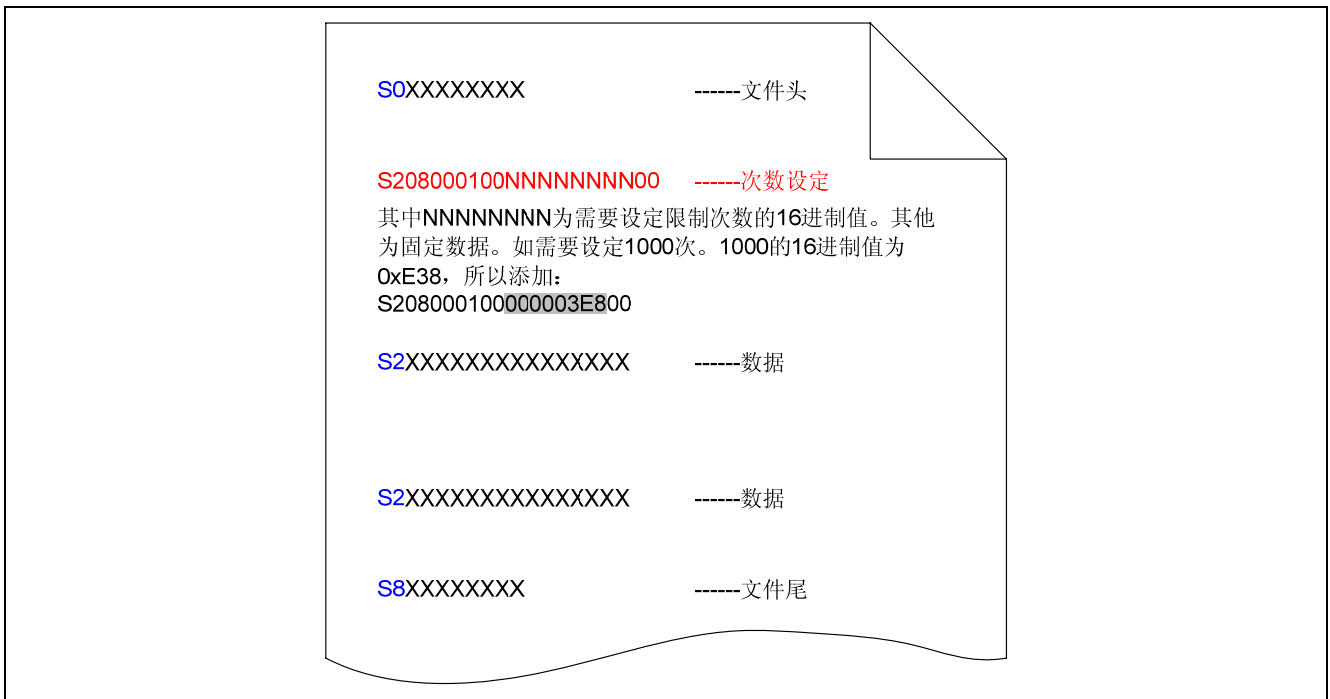 S0XXXXXXXX ------文件头
S208000100NNNNNNNN00 ------次数设定
其中NNNNNNNN为需要设定限制次数的16进制值。其他
为固定数据。如需要设定1000次。1000的16进制值为
0xE38，所以添加：
S208000100000003E800
S2XXXXXXXXXXXXXXX ------数据
S2XXXXXXXXXXXXXXX ------数据
S8XXXXXXXX ------文件尾